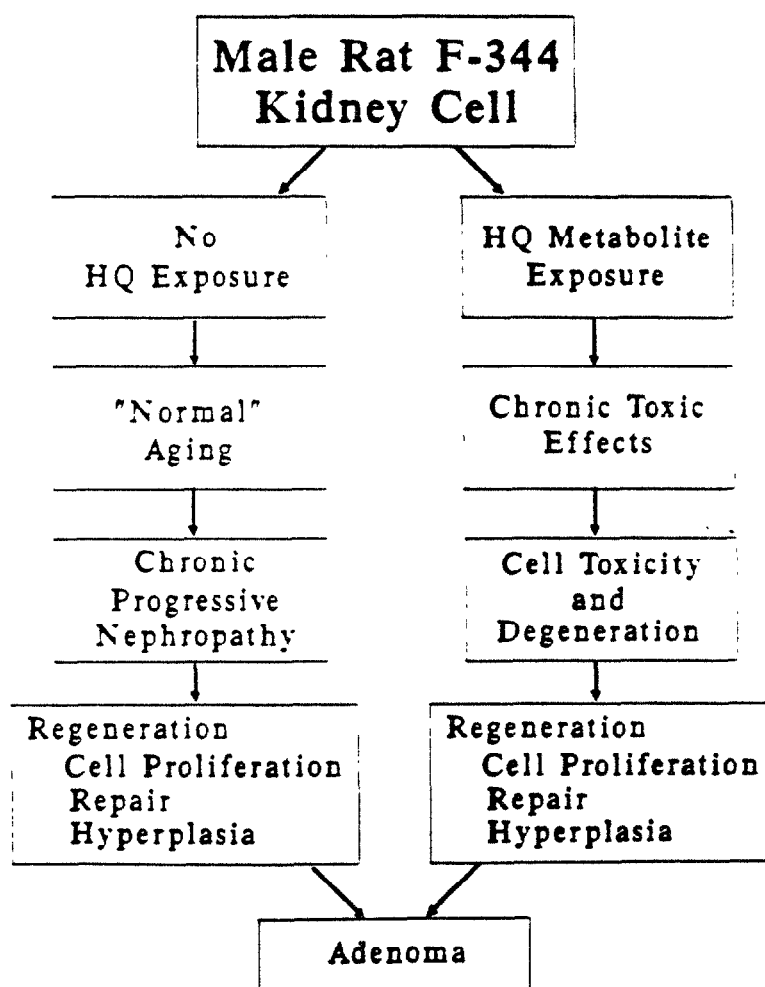 Male Rat F-344
Kidney Cell
No
HQ Exposure
HQ Metabolite
Exposure
"Normal"
Aging
Chronic Toxic
Effects
Chronic
Progressive
Nephropathy
Cell Toxicity
and
Degeneration
Regeneration
Cell Proliferation
Repair
Hyperplasia
Regeneration
Cell Proliferation
Repair
Hyperplasia
Adenoma